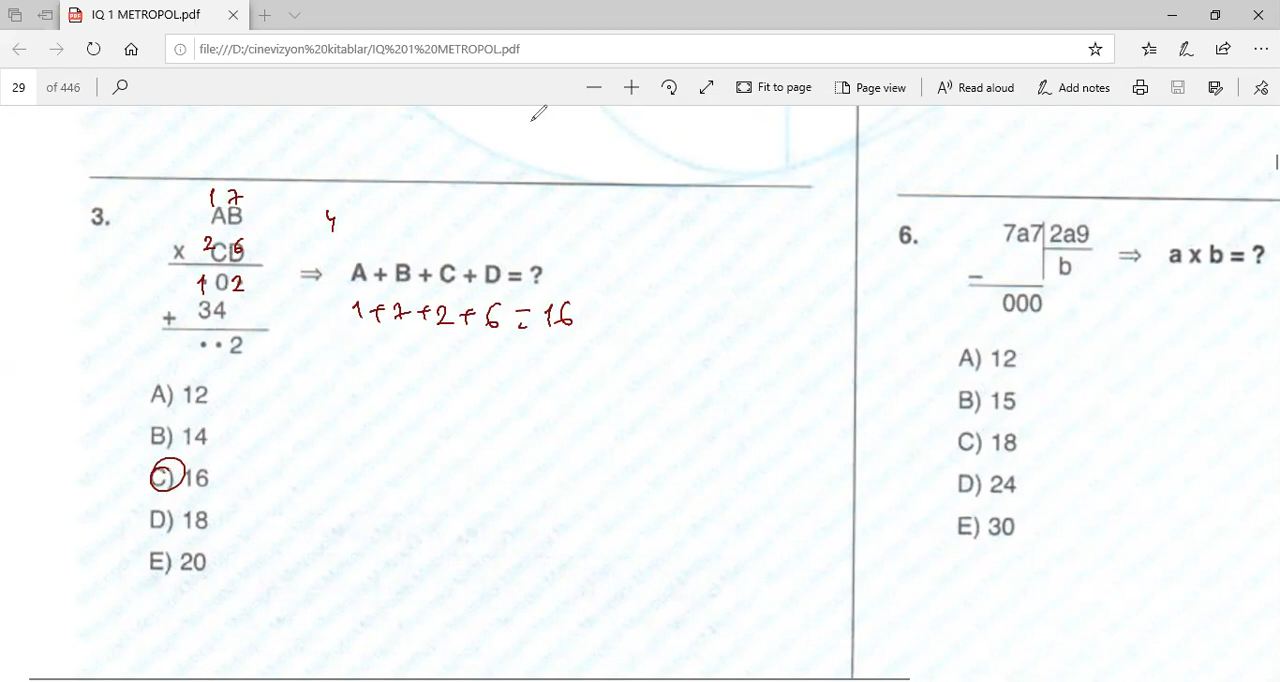 IQ 1 METROPOL.pdf
file:///D:/cinevizyon%20kitablar/IQ%201%20METROPOL.pdf
29 of 446
Fit to page
Page view
Read aloud
Add notes
3.
1 7
AB
x CD
2 6
102
+ 34
··2
⇒ A + B + C + D = ?
4
1+7+2+6=16
A) 12
B) 14
C) 16
D) 18
E) 20
6.
7a7 2a9
b
−
000
⇒ a x b = ?
A) 12
B) 15
C) 18
D) 24
E) 30